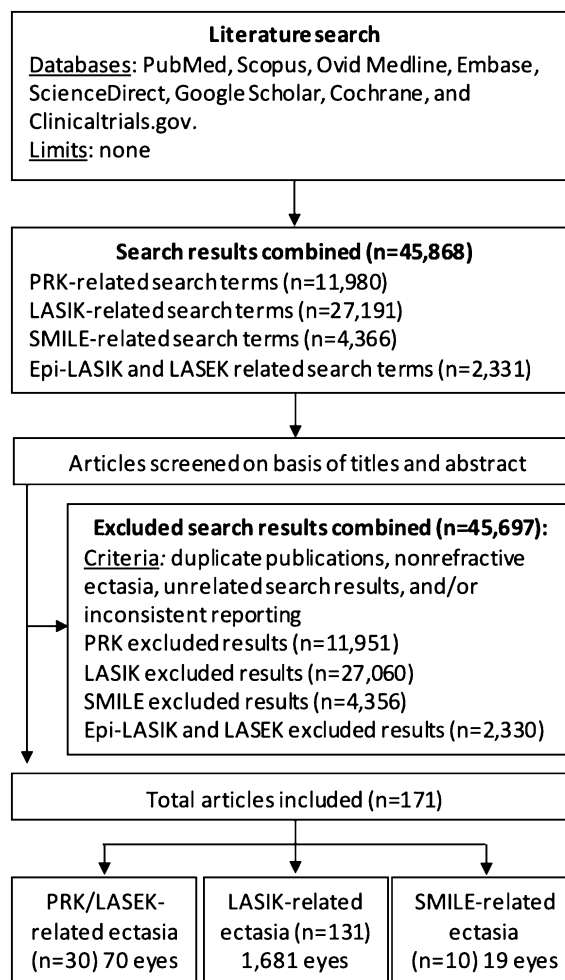 Literature search
Databases: PubMed, Scopus, Ovid Medline, Embase,
ScienceDirect, Google Scholar, Cochrane, and
Clinicaltrials.gov.
Limits: none
Search results combined (n=45,868)
PRK-related search terms (n=11,980)
LASIK-related search terms (n=27,191)
SMILE-related search terms (n=4,366)
Epi-LASIK and LASEK related search terms (n=2,331)
Articles screened on basis of titles and abstract
Excluded search results combined (n=45,697):
Criteria: duplicate publications, nonrefractive
ectasia, unrelated search results, and/or
inconsistent reporting
PRK excluded results (n=11,951)
LASIK excluded results (n=27,060)
SMILE excluded results (n=4,356)
Epi-LASIK and LASEK excluded results (n=2,330)
Total articles included (n=171)
PRK/LASEK-
related ectasia
(n=30) 70 eyes
LASIK-related
ectasia (n=131)
1,681 eyes
SMILE-related
ectasia
(n=10) 19 eyes